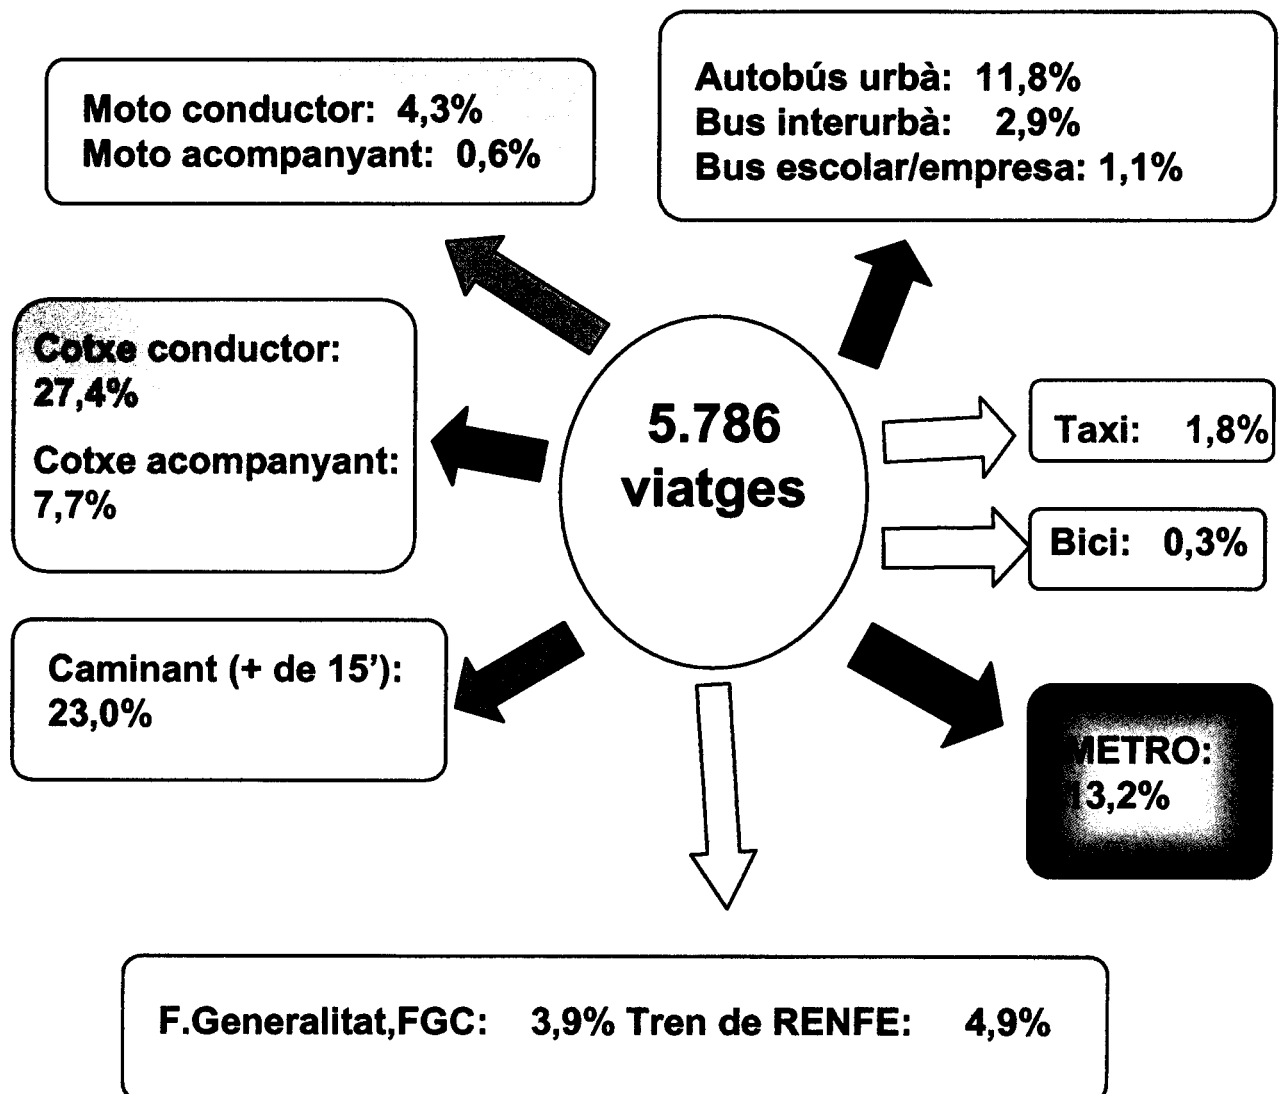 Moto conductor: 4,3%
Moto acompanyant: 0,6%
Autobús urbà: 11,8%
Bus interurbà: 2,9%
Bus escolar/empresa: 1,1%
Cotxe conductor:
27,4%
Cotxe acompanyant:
7,7%
5.786
viatges
Taxi: 1,8%
Bici: 0,3%
Caminant (+ de 15’):
23,0%
METRO:
13,2%
F.Generalitat,FGC: 3,9% Tren de RENFE: 4,9%